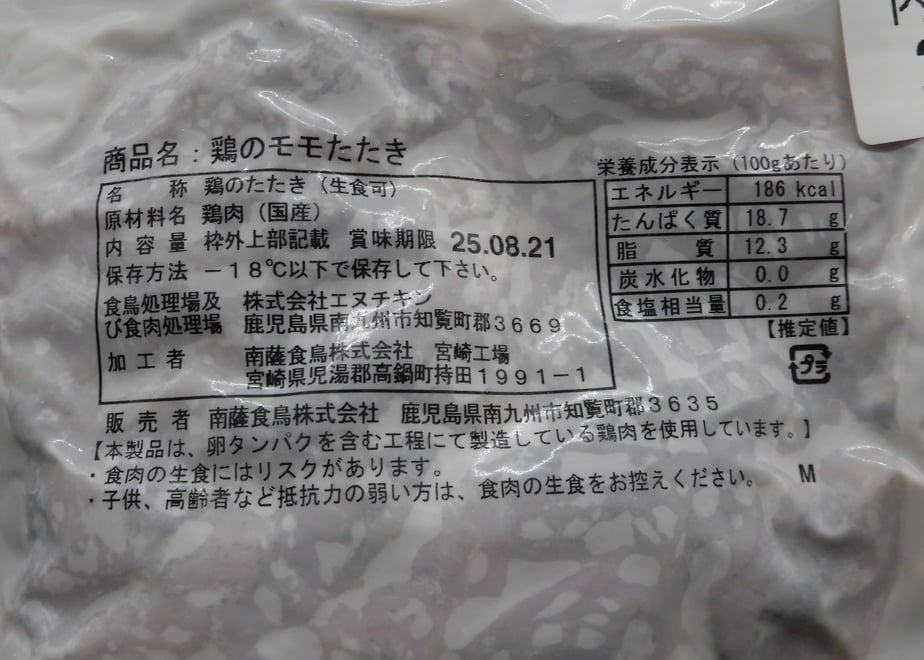 商品名：鶏のモモたたき
名　　称 鶏のたたき（生食可）
原材料名 鶏肉（国産）
内 容 量 枠外上部記載 賞味期限 25.08.21
保存方法 －１８℃以下で保存して下さい。
食鳥処理場及 株式会社エヌチキン
び食肉処理場 鹿児島県南九州市知覧町郡３６６９
加 工 者 南薩食鳥株式会社 宮崎工場
宮崎県児湯郡高鍋町持田１９９１－１
販 売 者 南薩食鳥株式会社 鹿児島県南九州市知覧町郡３６３５
【本製品は、卵タンパクを含む工程にて製造している鶏肉を使用しています。】
・食肉の生食にはリスクがあります。
・子供、高齢者など抵抗力の弱い方は、食肉の生食をお控えください。 M
栄養成分表示（100gあたり）
エネルギー 186 kcal
たんぱく質 18.7 g
脂　　質 12.3 g
炭水化物 0.0 g
食塩相当量 0.2 g
【推定値】
プラ